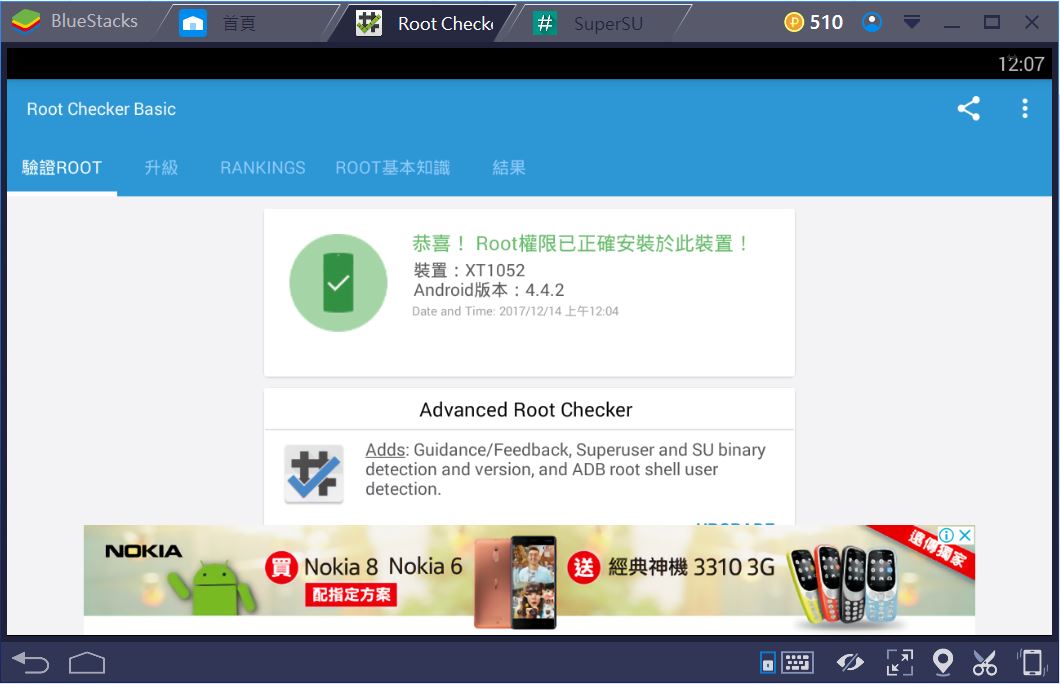 BlueStacks
首頁
Root Check
SuperSU
P 510
12:07
Root Checker Basic
驗證ROOT
升級
RANKINGS
ROOT基本知識
結果
恭喜！ Root權限已正確安裝於此裝置！
裝置：XT1052
Android版本：4.4.2
Date and Time: 2017/12/14 上午12:04
Advanced Root Checker
Adds: Guidance/Feedback, Superuser and SU binary
detection and version, and ADB root shell user
detection.
UPGRADE
NOKIA
買 Nokia 8 Nokia 6
配指定方案
送 經典神機 3310 3G
遠傳獨家